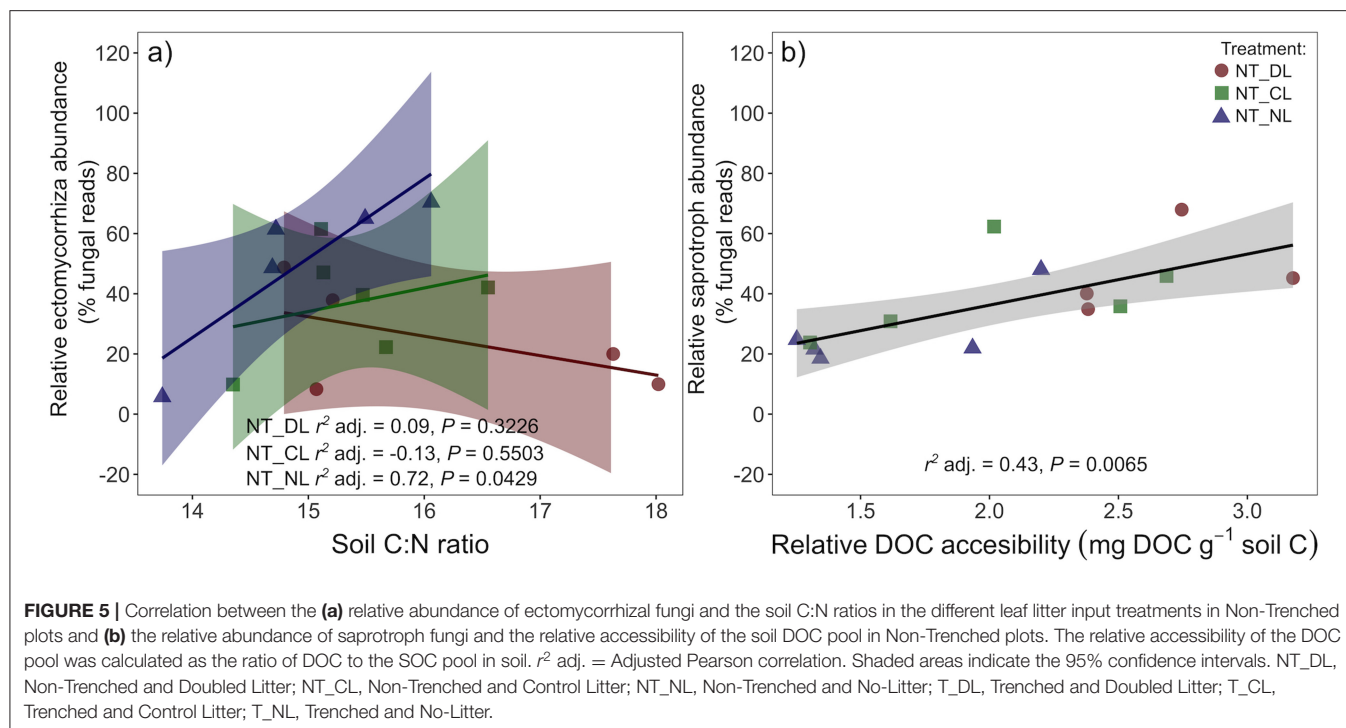 a)
120
100
80
60
40
20
0
-20
Relative ectomycorrhiza abundance
(% fungal reads)
NT_DL r² adj. = 0.09, P = 0.3226
NT_CL r² adj. = -0.13, P = 0.5503
NT_NL r² adj. = 0.72, P = 0.0429
14 15 16 17 18
Soil C:N ratio
b)
120
100
80
60
40
20
0
-20
Relative saprotroph abundance
(% fungal reads)
Treatment:
NT_DL
NT_CL
NT_NL
r² adj. = 0.43, P = 0.0065
1.5 2.0 2.5 3.0
Relative DOC accesibility (mg DOC g⁻¹ soil C)
FIGURE 5 | Correlation between the (a) relative abundance of ectomycorrhizal fungi and the soil C:N ratios in the different leaf litter input treatments in Non-Trenched
plots and (b) the relative abundance of saprotroph fungi and the relative accessibility of the soil DOC pool in Non-Trenched plots. The relative accessibility of the DOC
pool was calculated as the ratio of DOC to the SOC pool in soil. r² adj. = Adjusted Pearson correlation. Shaded areas indicate the 95% confidence intervals. NT_DL,
Non-Trenched and Doubled Litter; NT_CL, Non-Trenched and Control Litter; NT_NL, Non-Trenched and No-Litter; T_DL, Trenched and Doubled Litter; T_CL,
Trenched and Control Litter; T_NL, Trenched and No-Litter.